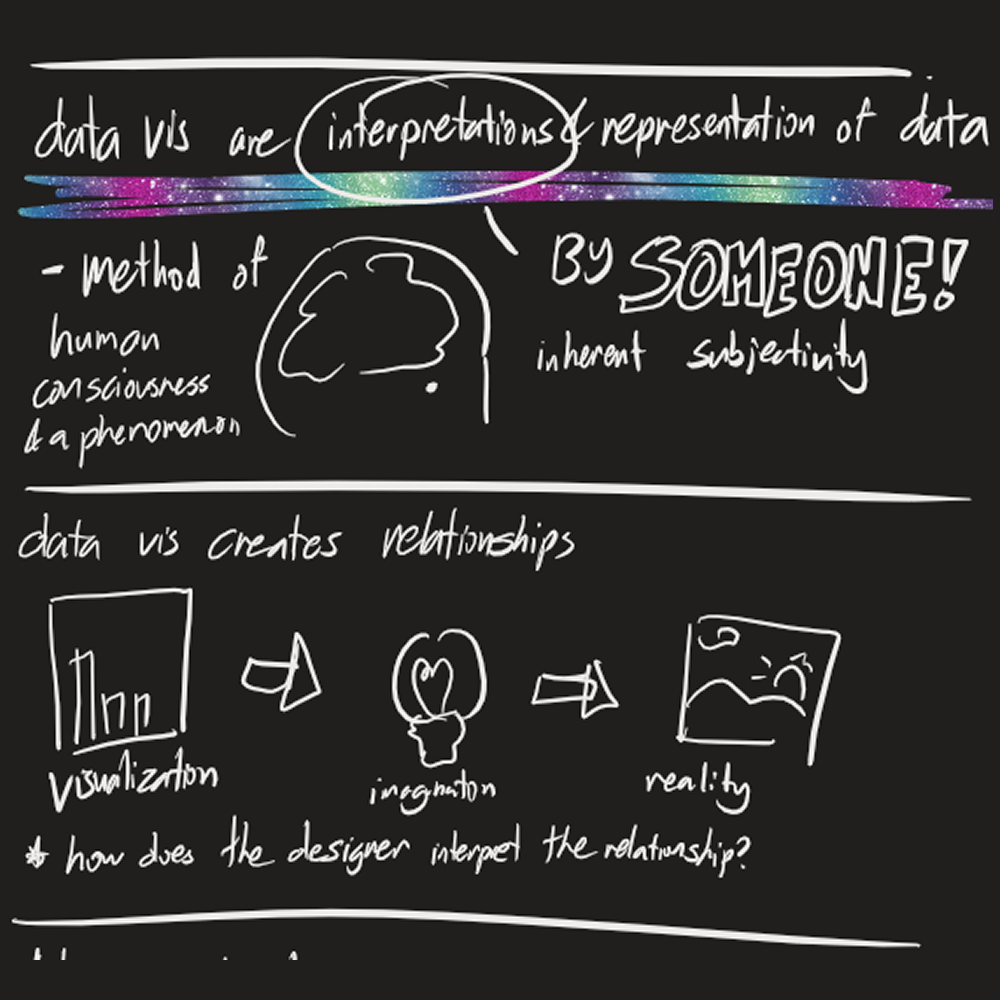 data vis are interpretations & representation of data
- method of
human
consciousness
& a phenomenon
By SOMEONE!
inherent subjectivity
data vis creates relationships
visualization
imagination
reality
* how does the designer interpret the relationship?